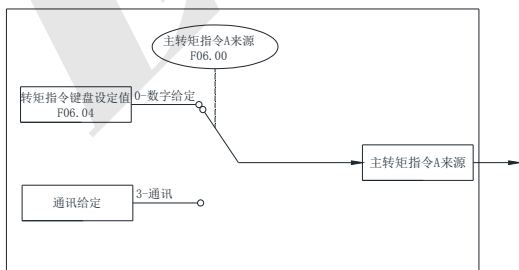 主转矩指令A来源
F06.00
转矩指令键盘设定值
F06.04
0-数字给定
主转矩指令A来源
通讯给定
3-通讯